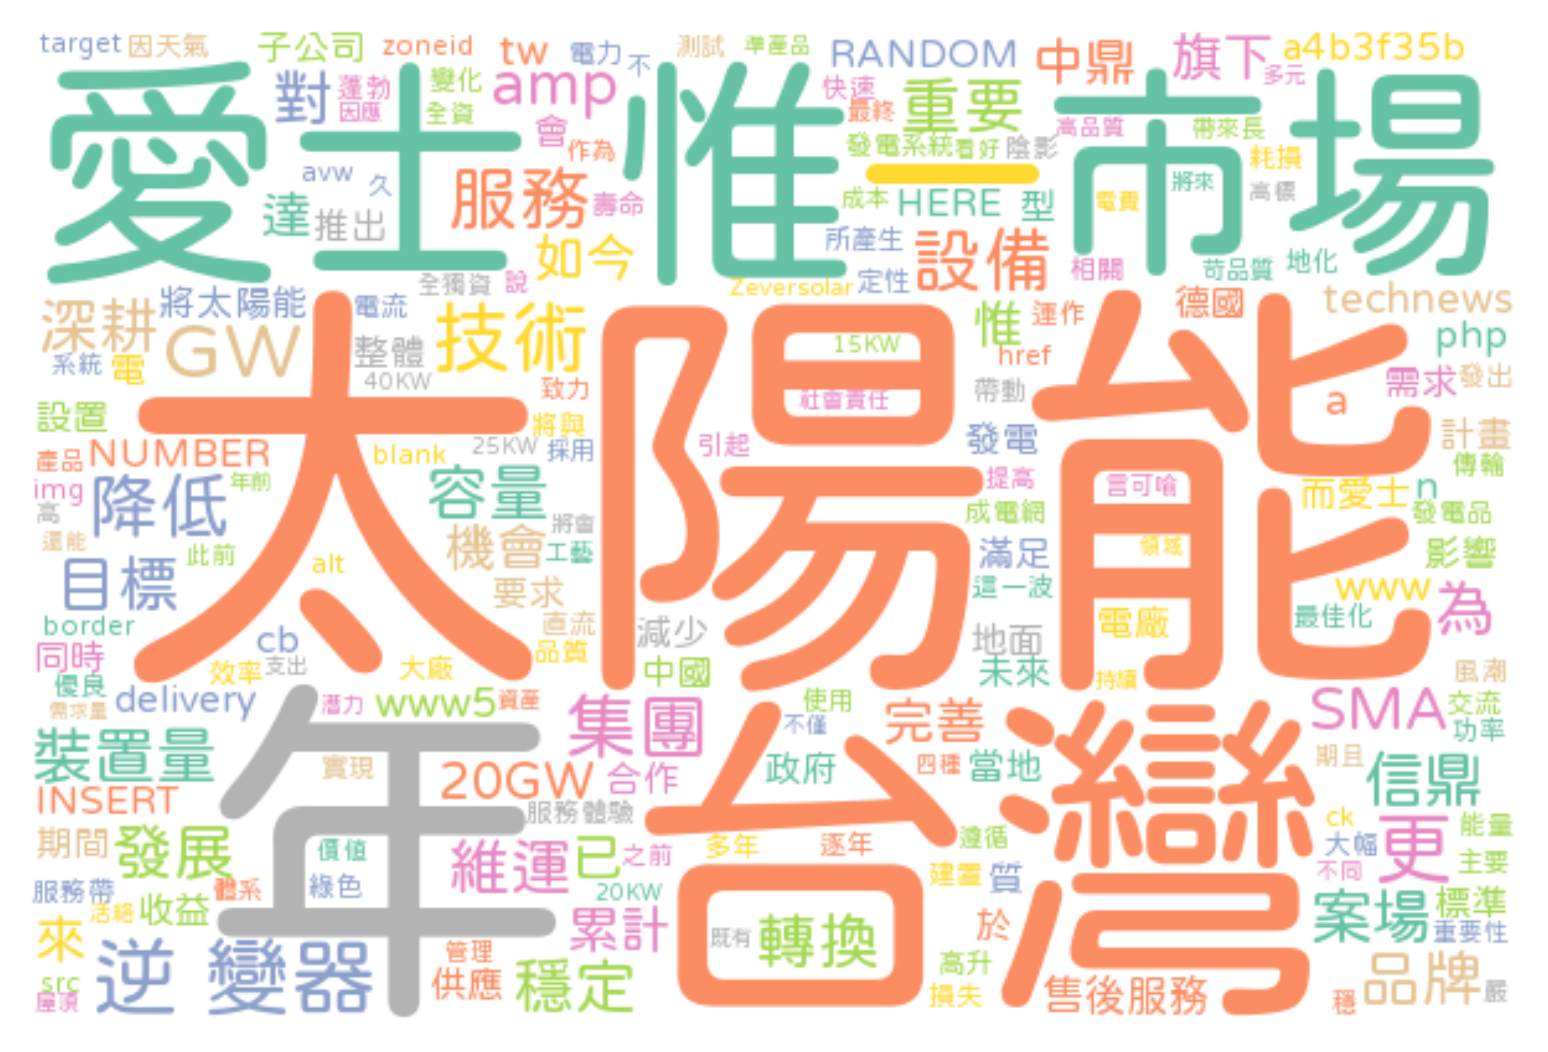 target 因天氣 子公司 zoneid tw 電力 不 測試 準產品 RANDOM 中鼎 旗下 多元 a4b3f35b
對 蓬勃 因應 變化 全資 amp 會 作為 快速 最終 重要 高品質 帶來長 耗損
愛士惟 市場
發電系統 看好 陰影 一
avw 久 達 推出 服務 壽命 如今 成本 HERE 型 電費 將來 高標
所產生 設備 定性 相關 苛品質 地化
全獨資 說 Zeversolar
深耕 將太陽能 電流 GW 技術 惟 運作 德國 technews
系統 電 整體 40KW 致力 15KW href php
太陽能
社會責任 帶動 a 需求 發出
設置 將與 引起 發電 計畫
產品 NUMBER blank 25KW 採用 傳輸
img 年前 降低 容量 提高 言可喻 而愛士 n
高 將會 成電網 發電品
還能 此前 機會 工藝 滿足 領域 影響
目標 alt 要求 這一波 www 為
border cb 直流 減少 地面 電廠 最佳化
同時 效率 支出 大廠 品質 中國 未來 持續 風潮
優良 需求量 delivery 潛力 www5 資產 集團 使用 不僅 完善 SMA 交流 功率
年 台灣
裝置量 實現 20GW 合作 政府 四種 當地 期且 信鼎
INSERT 服務體驗
期間 發展 價值 維運 已 之前 多年 逐年 遵循 ck 大幅 更 能量
服務帶 體系 綠色 20KW 建置 質 不同 主要
活絡 收益 累計 於 案場 標準
來 逆 變器 管理 既有 轉換 重要性
src 屋頂 供應 穩定 高升 損失 售後服務 穩 品牌 嚴